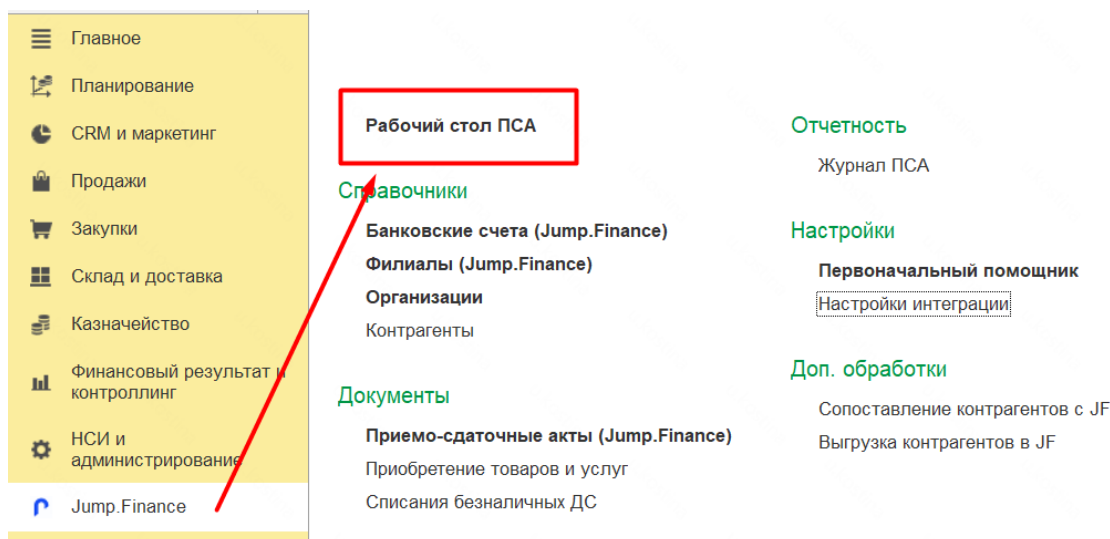 Главное
Планирование
CRM и маркетинг
Продажи
Закупки
Склад и доставка
Казначейство
Финансовый результат и
контроллинг
НСИ и
администрирование
Jump.Finance
Рабочий стол ПСА
Справочники
Банковские счета (Jump.Finance)
Филиалы (Jump.Finance)
Организации
Контрагенты
Документы
Приемо-сдаточные акты (Jump.Finance)
Приобретение товаров и услуг
Списания безналичных ДС
Отчетность
Журнал ПСА
Настройки
Первоначальный помощник
Настройки интеграции
Доп. обработки
Сопоставление контрагентов с JF
Выгрузка контрагентов в JF